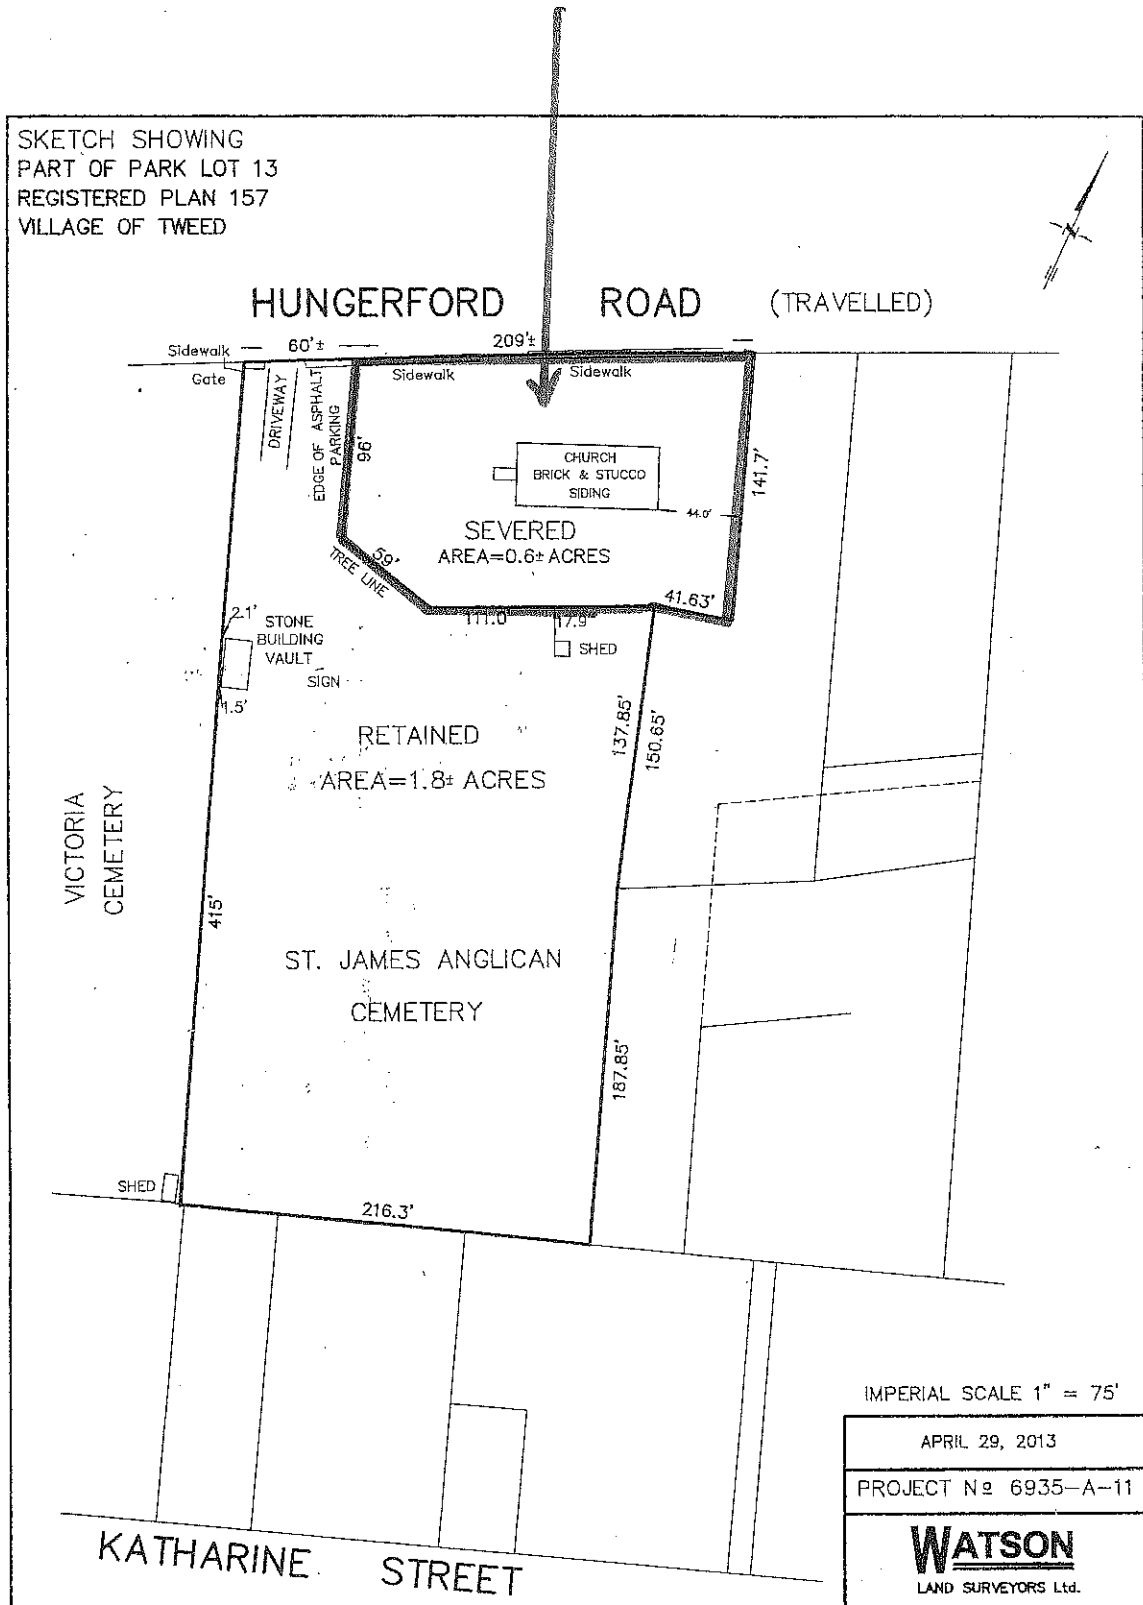 SKETCH SHOWING
PART OF PARK LOT 13
REGISTERED PLAN 157
VILLAGE OF TWEED
N
HUNGERFORD ROAD (TRAVELLED)
Sidewalk
60'±
209'±
Gate
Sidewalk
Sidewalk
DRIVEWAY
EDGE OF ASPHALT
PARKING
96'
CHURCH
BRICK & STUCCO
SIDING
141.7'
44.0'
SEVERED
AREA=0.6± ACRES
59'
TREE LINE
41.63'
111.0'
17.9'
SHED
2.1'
STONE
BUILDING
VAULT
SIGN
1.5'
137.85'
150.65'
RETAINED
AREA=1.8± ACRES
VICTORIA
CEMETERY
415'
ST. JAMES ANGLICAN
CEMETERY
187.85'
SHED
216.3'
IMPERIAL SCALE 1" = 75'
APRIL 29, 2013
PROJECT Nº 6935-A-11
WATSON
LAND SURVEYORS Ltd.
KATHARINE STREET